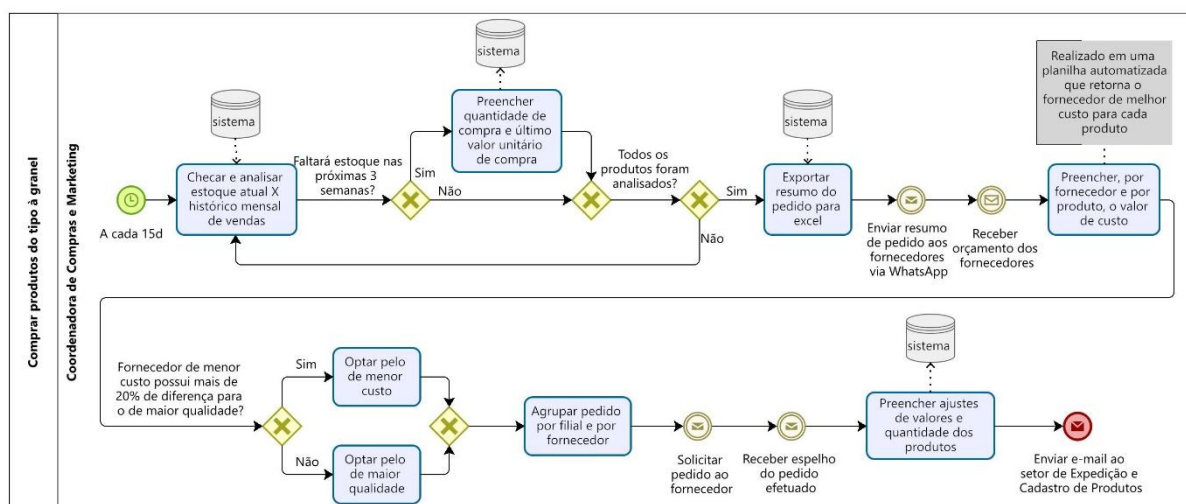 Comprar produtos do tipo à granel
Coordenadora de Compras e Marketing
A cada 15d
sistema
Checar e analisar
estoque atual X
histórico mensal
de vendas
Faltará estoque nas
próximas 3
semanas?
Sim
Não
sistema
Preencher
quantidade de
compra e último
valor unitário
de compra
Todos os
produtos foram
analisados?
Sim
Não
sistema
Exportar
resumo do
pedido para
excel
Enviar resumo
de pedido aos
fornecedores
via WhatsApp
Receber
orçamento dos
fornecedores
Realizado em uma
planilha automatizada
que retorna o
fornecedor de melhor
custo para cada
produto
Preencher, por
fornecedor e por
produto, o valor
de custo
Fornecedor de menor
custo possui mais de
20% de diferença para
o de maior qualidade?
Sim
Optar pelo
de menor
custo
Não
Optar pelo
de maior
qualidade
Agrupar pedido
por filial e por
fornecedor
Solicitar
pedido ao
fornecedor
Receber espelho
do pedido
efetuado
sistema
Preencher ajustes
de valores e
quantidade dos
produtos
Enviar e-mail ao
setor de Expedição e
Cadastro de Produtos